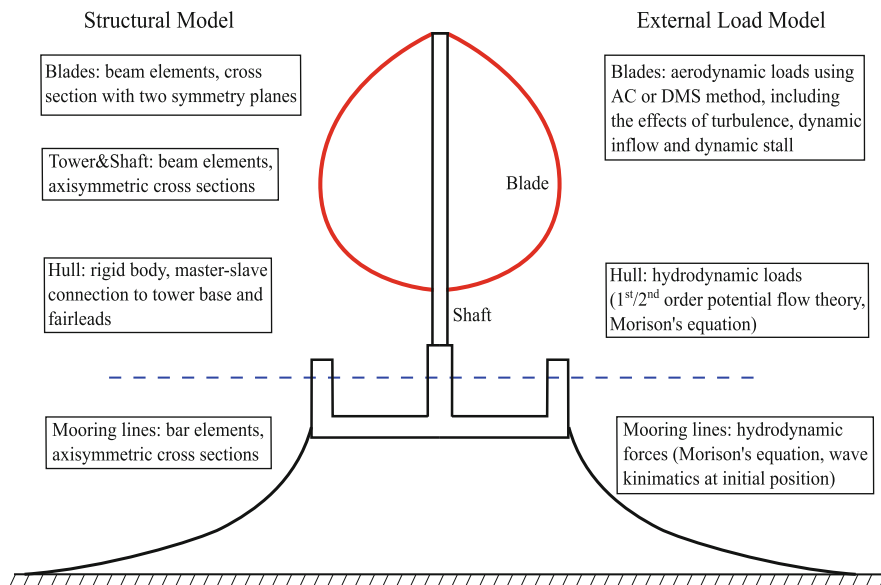 Structural Model
External Load Model
Blades: beam elements, cross
section with two symmetry planes
Blades: aerodynamic loads using
AC or DMS method, including
the effects of turbulence, dynamic
inflow and dynamic stall
Tower&Shaft: beam elements,
axisymmetric cross sections
Blade
Hull: rigid body, master-slave
connection to tower base and
fairleads
Hull: hydrodynamic loads
(1st/2nd order potential flow theory,
Morison's equation)
Shaft
Mooring lines: bar elements,
axisymmetric cross sections
Mooring lines: hydrodynamic
forces (Morison's equation, wave
kinimatics at initial position)